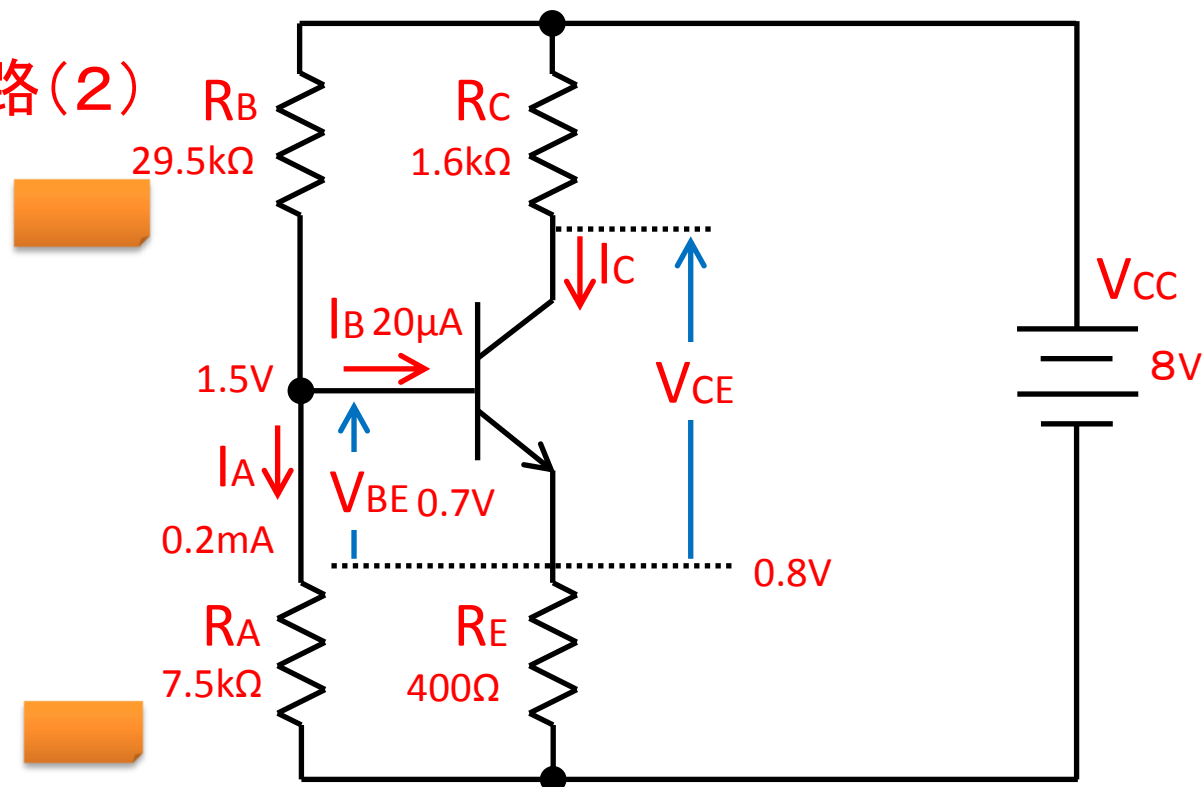 路（２）
RB
29.5kΩ
RC
1.6kΩ
IC
VCC
8V
IB 20μA
1.5V
VCE
IA
VBE 0.7V
0.2mA
0.8V
RA
7.5kΩ
RE
400Ω